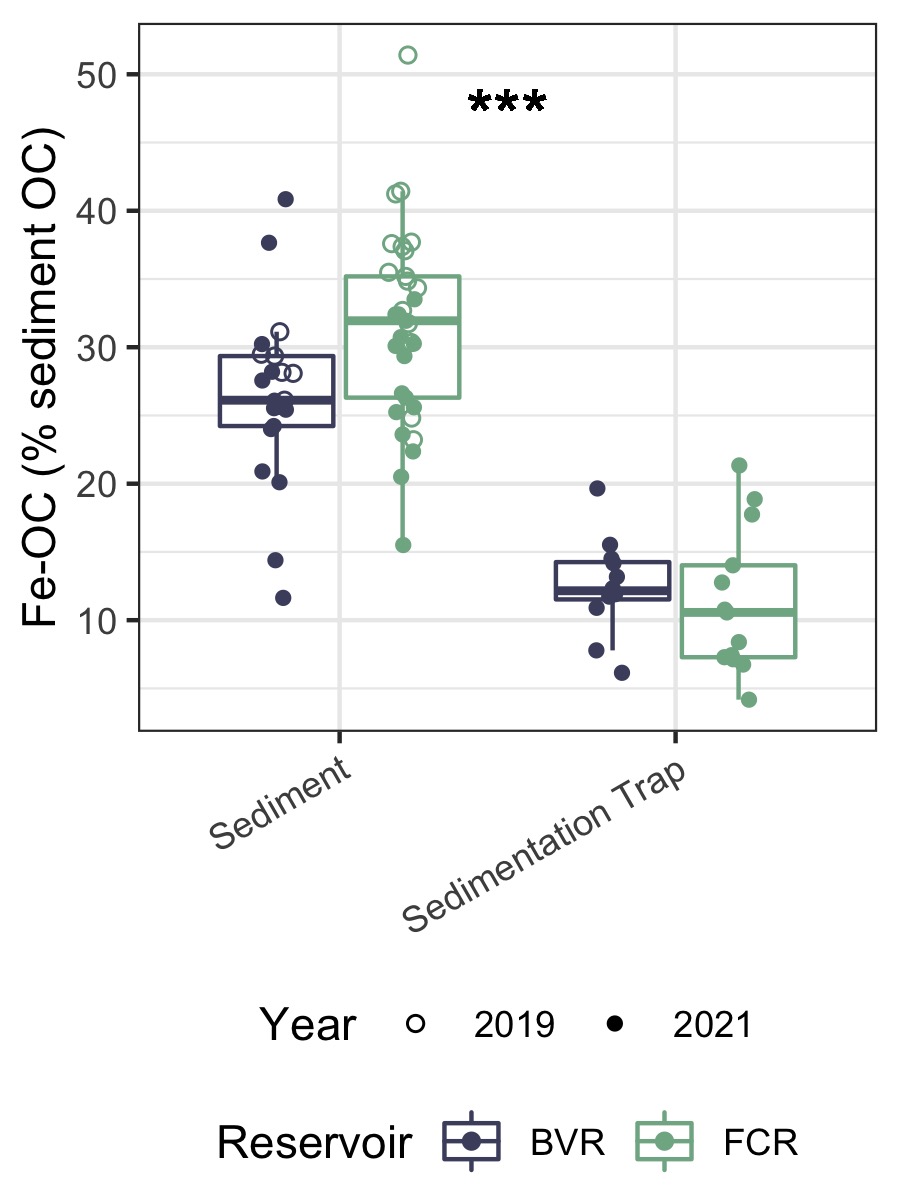 Fe-OC (% sediment OC)
50
40
30
20
10
***
Sediment
Sedimentation Trap
Year 2019 2021
Reservoir BVR FCR